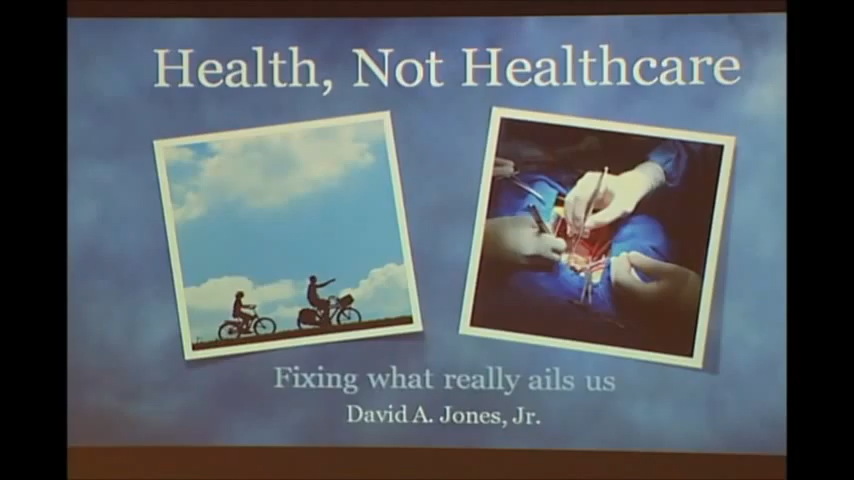 Health, Not Healthcare
Fixing what really ails us
David A. Jones, Jr.